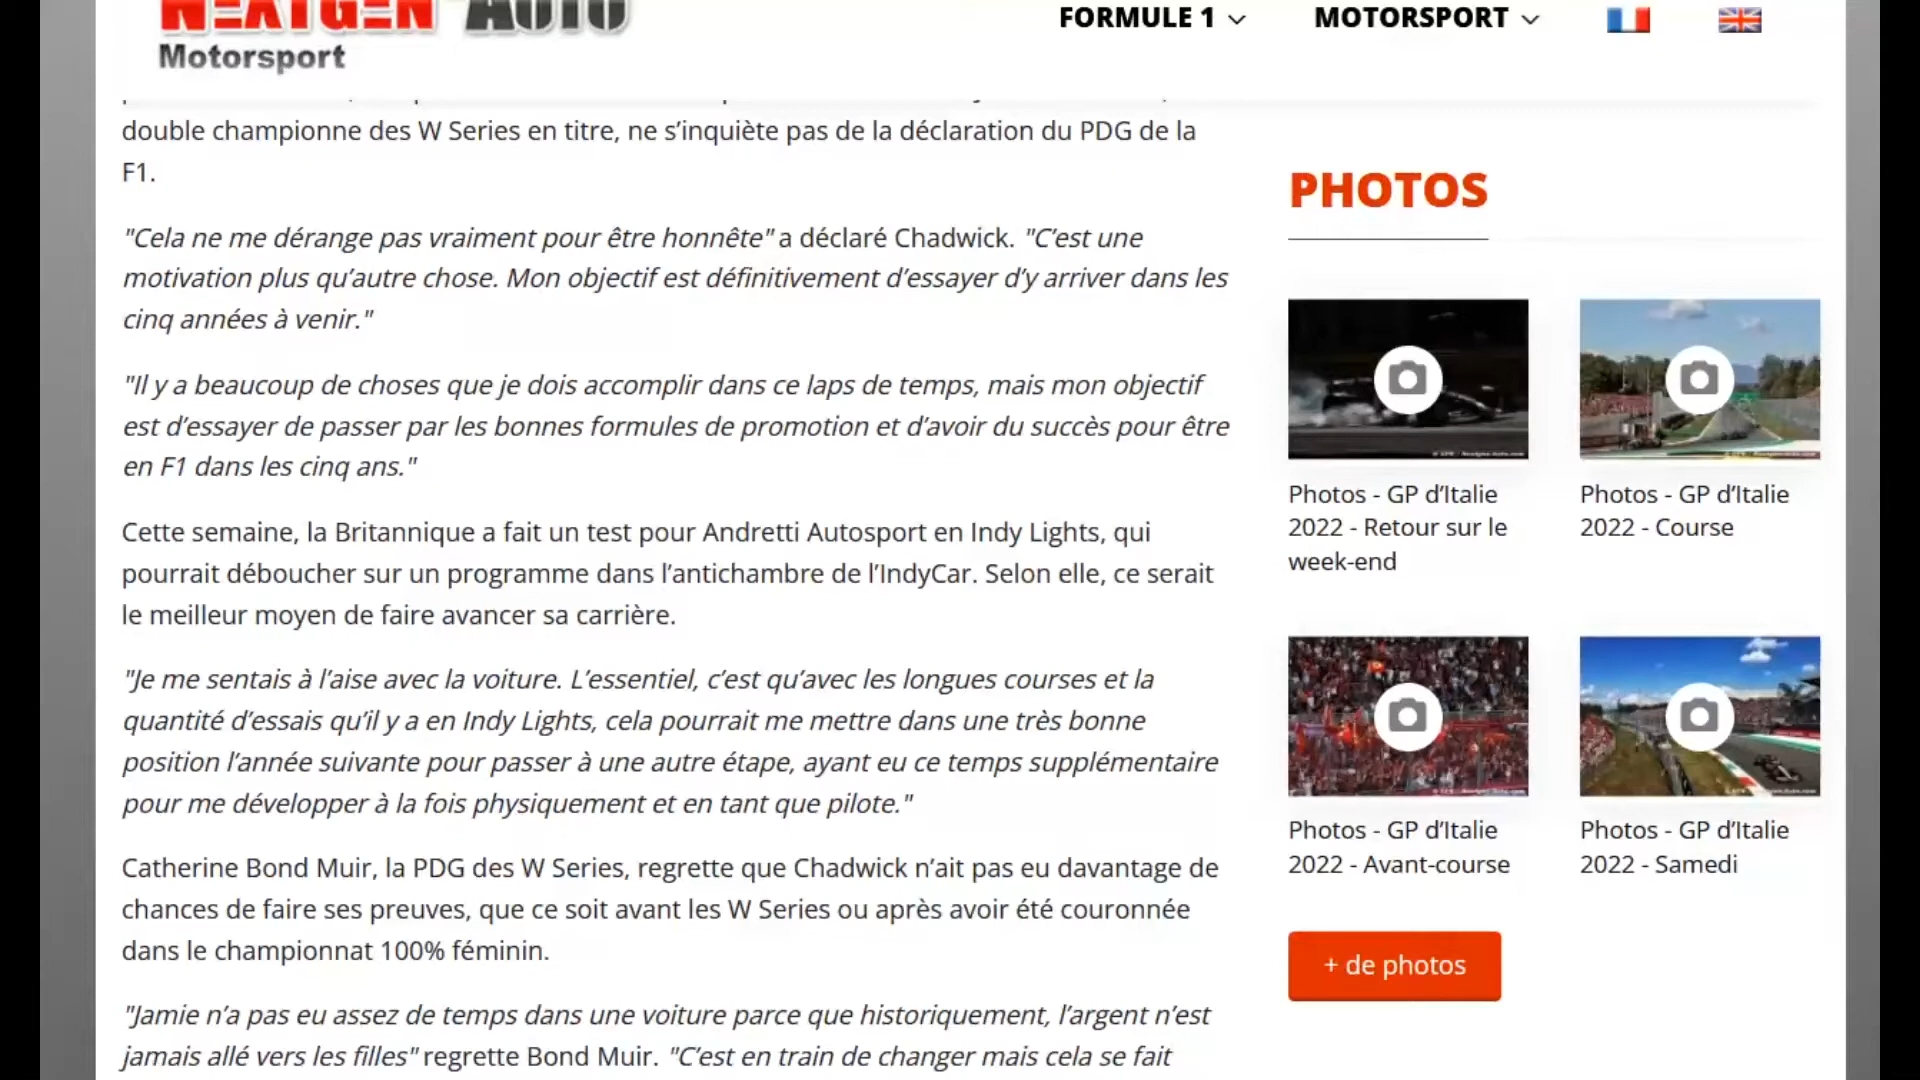 NEXTGEN AUTO
Motorsport
FORMULE 1
MOTORSPORT
double championne des W Series en titre, ne s’inquiète pas de la déclaration du PDG de la
F1.
"Cela ne me dérange pas vraiment pour être honnête" a déclaré Chadwick. "C’est une
motivation plus qu’autre chose. Mon objectif est définitivement d’essayer d’y arriver dans les
cinq années à venir."
"Il y a beaucoup de choses que je dois accomplir dans ce laps de temps, mais mon objectif
est d’essayer de passer par les bonnes formules de promotion et d’avoir du succès pour être
en F1 dans les cinq ans."
Cette semaine, la Britannique a fait un test pour Andretti Autosport en Indy Lights, qui
pourrait déboucher sur un programme dans l’antichambre de l’IndyCar. Selon elle, ce serait
le meilleur moyen de faire avancer sa carrière.
"Je me sentais à l’aise avec la voiture. L’essentiel, c’est qu’avec les longues courses et la
quantité d’essais qu’il y a en Indy Lights, cela pourrait me mettre dans une très bonne
position l’année suivante pour passer à une autre étape, ayant eu ce temps supplémentaire
pour me développer à la fois physiquement et en tant que pilote."
Catherine Bond Muir, la PDG des W Series, regrette que Chadwick n’ait pas eu davantage de
chances de faire ses preuves, que ce soit avant les W Series ou après avoir été couronnée
dans le championnat 100% féminin.
"Jamie n’a pas eu assez de temps dans une voiture parce que historiquement, l’argent n’est
jamais allé vers les filles" regrette Bond Muir. "C’est en train de changer mais cela se fait
PHOTOS
Photos - GP d’Italie
2022 - Retour sur le
week-end
Photos - GP d’Italie
2022 - Course
Photos - GP d’Italie
2022 - Avant-course
Photos - GP d’Italie
2022 - Samedi
+ de photos